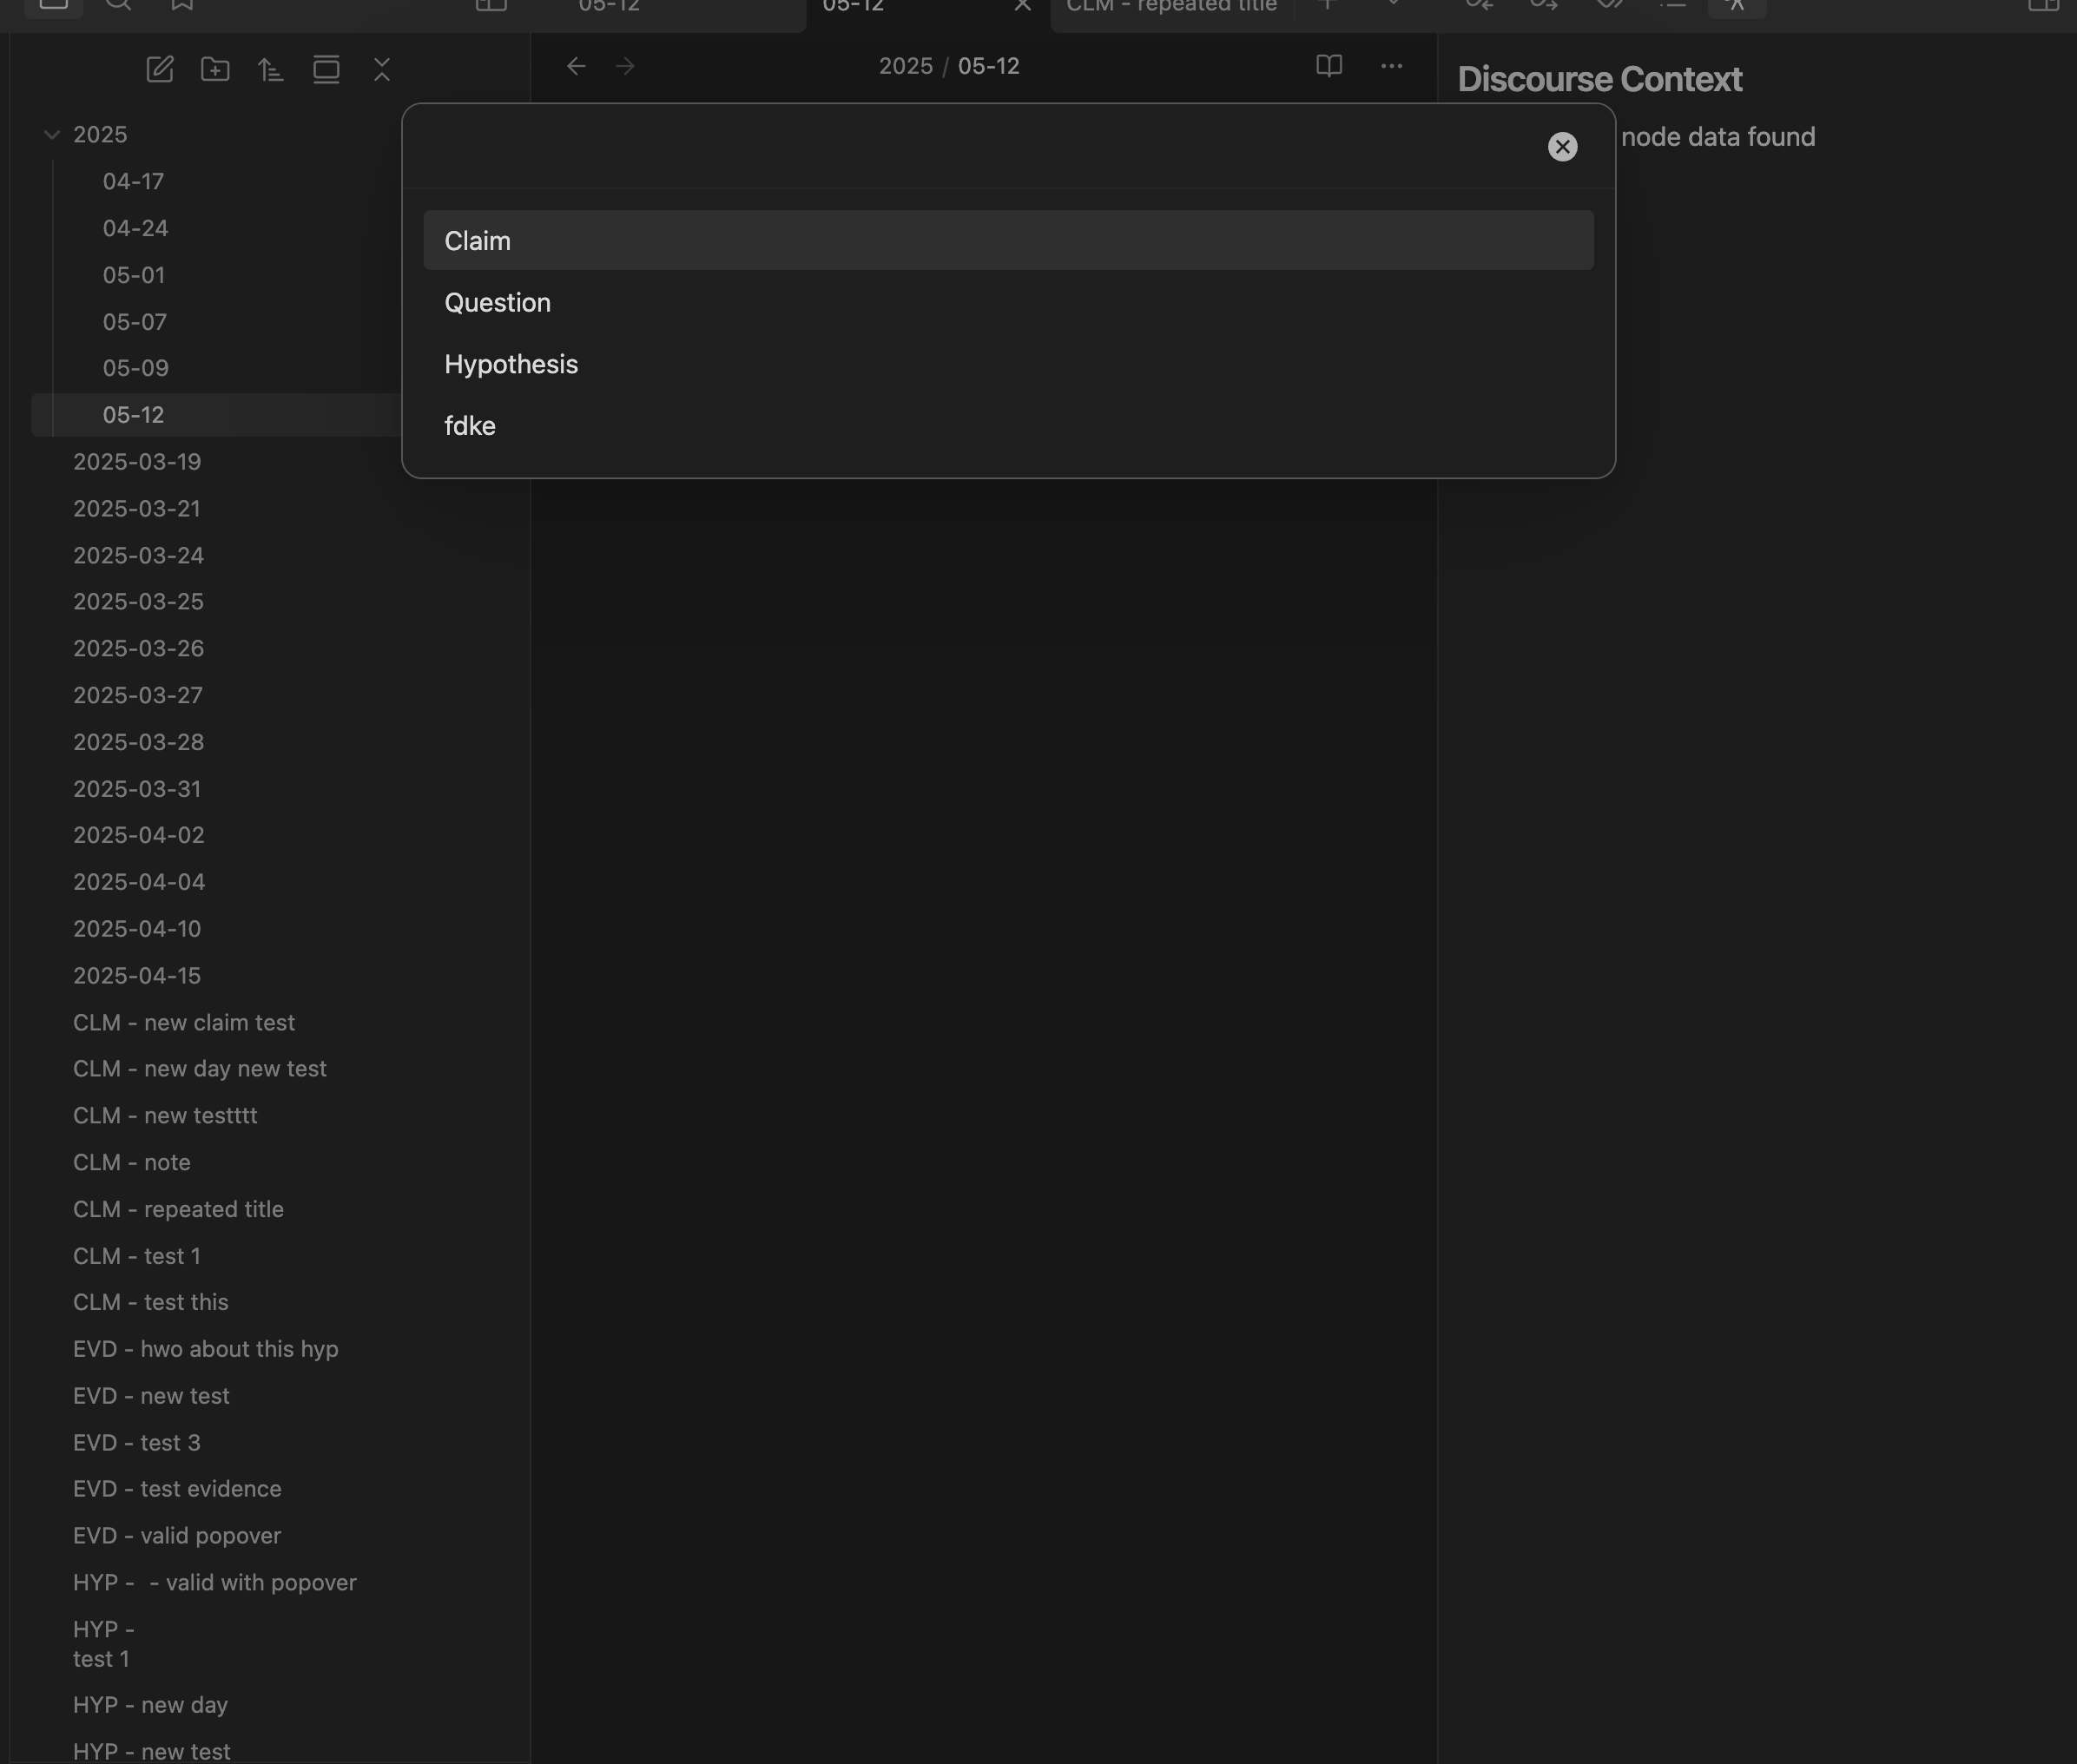 05-12
05-12
CLM - repeated title
2025 / 05-12
Discourse Context
node data found
Claim
Question
Hypothesis
fdke
2025
04-17
04-24
05-01
05-07
05-09
05-12
2025-03-19
2025-03-21
2025-03-24
2025-03-25
2025-03-26
2025-03-27
2025-03-28
2025-03-31
2025-04-02
2025-04-04
2025-04-10
2025-04-15
CLM - new claim test
CLM - new day new test
CLM - new testttt
CLM - note
CLM - repeated title
CLM - test 1
CLM - test this
EVD - hwo about this hyp
EVD - new test
EVD - test 3
EVD - test evidence
EVD - valid popover
HYP -  - valid with popover
HYP -
test 1
HYP - new day
HYP - new test